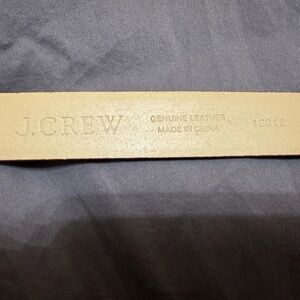 J.CREW
GENUINE LEATHER
MADE IN CHINA
12012